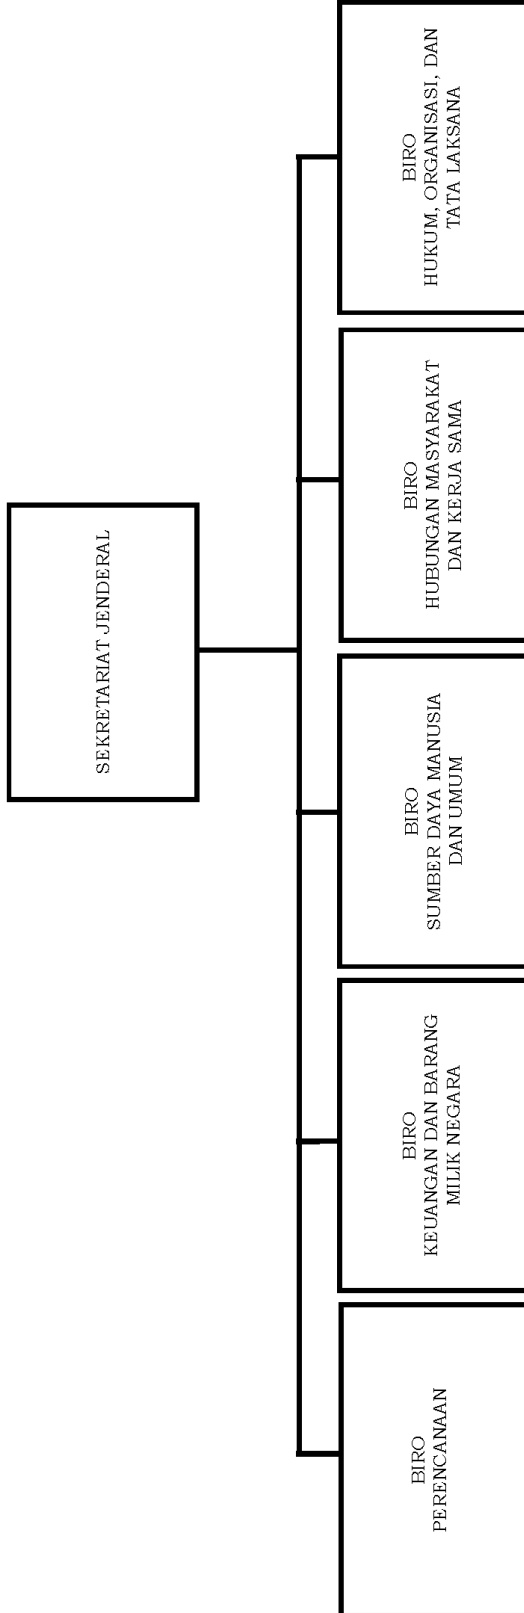 SEKRETARIAT JENDERAL
BIRO
PERENCANAAN
BIRO
KEUANGAN DAN BARANG
MILIK NEGARA
BIRO
SUMBER DAYA MANUSIA
DAN UMUM
BIRO
HUBUNGAN MASYARAKAT
DAN KERJA SAMA
BIRO
HUKUM, ORGANISASI, DAN
TATA LAKSANA